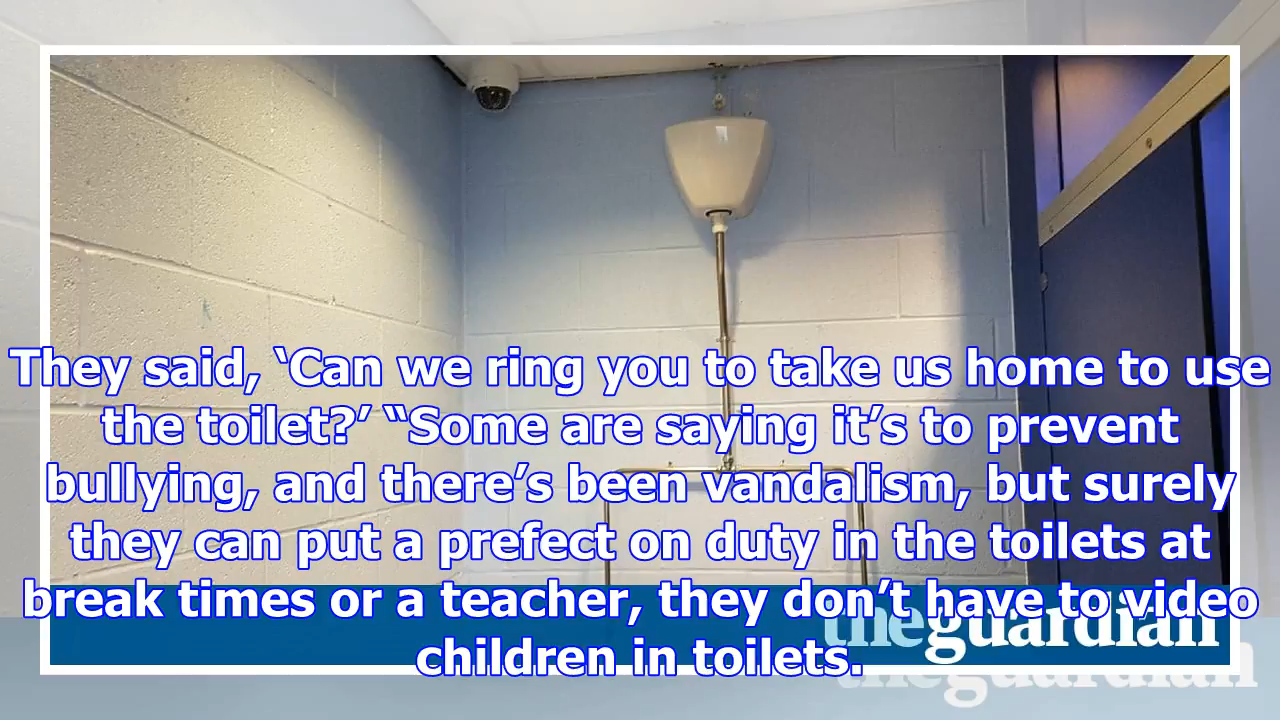 They said, ‘Can we ring you to take us home to use
the toilet?’ “Some are saying it’s to prevent
bullying, and there’s been vandalism, but surely
they can put a prefect on duty in the toilets at
break times or a teacher, they don’t have to video
children in toilets.
theguardian
theguardian